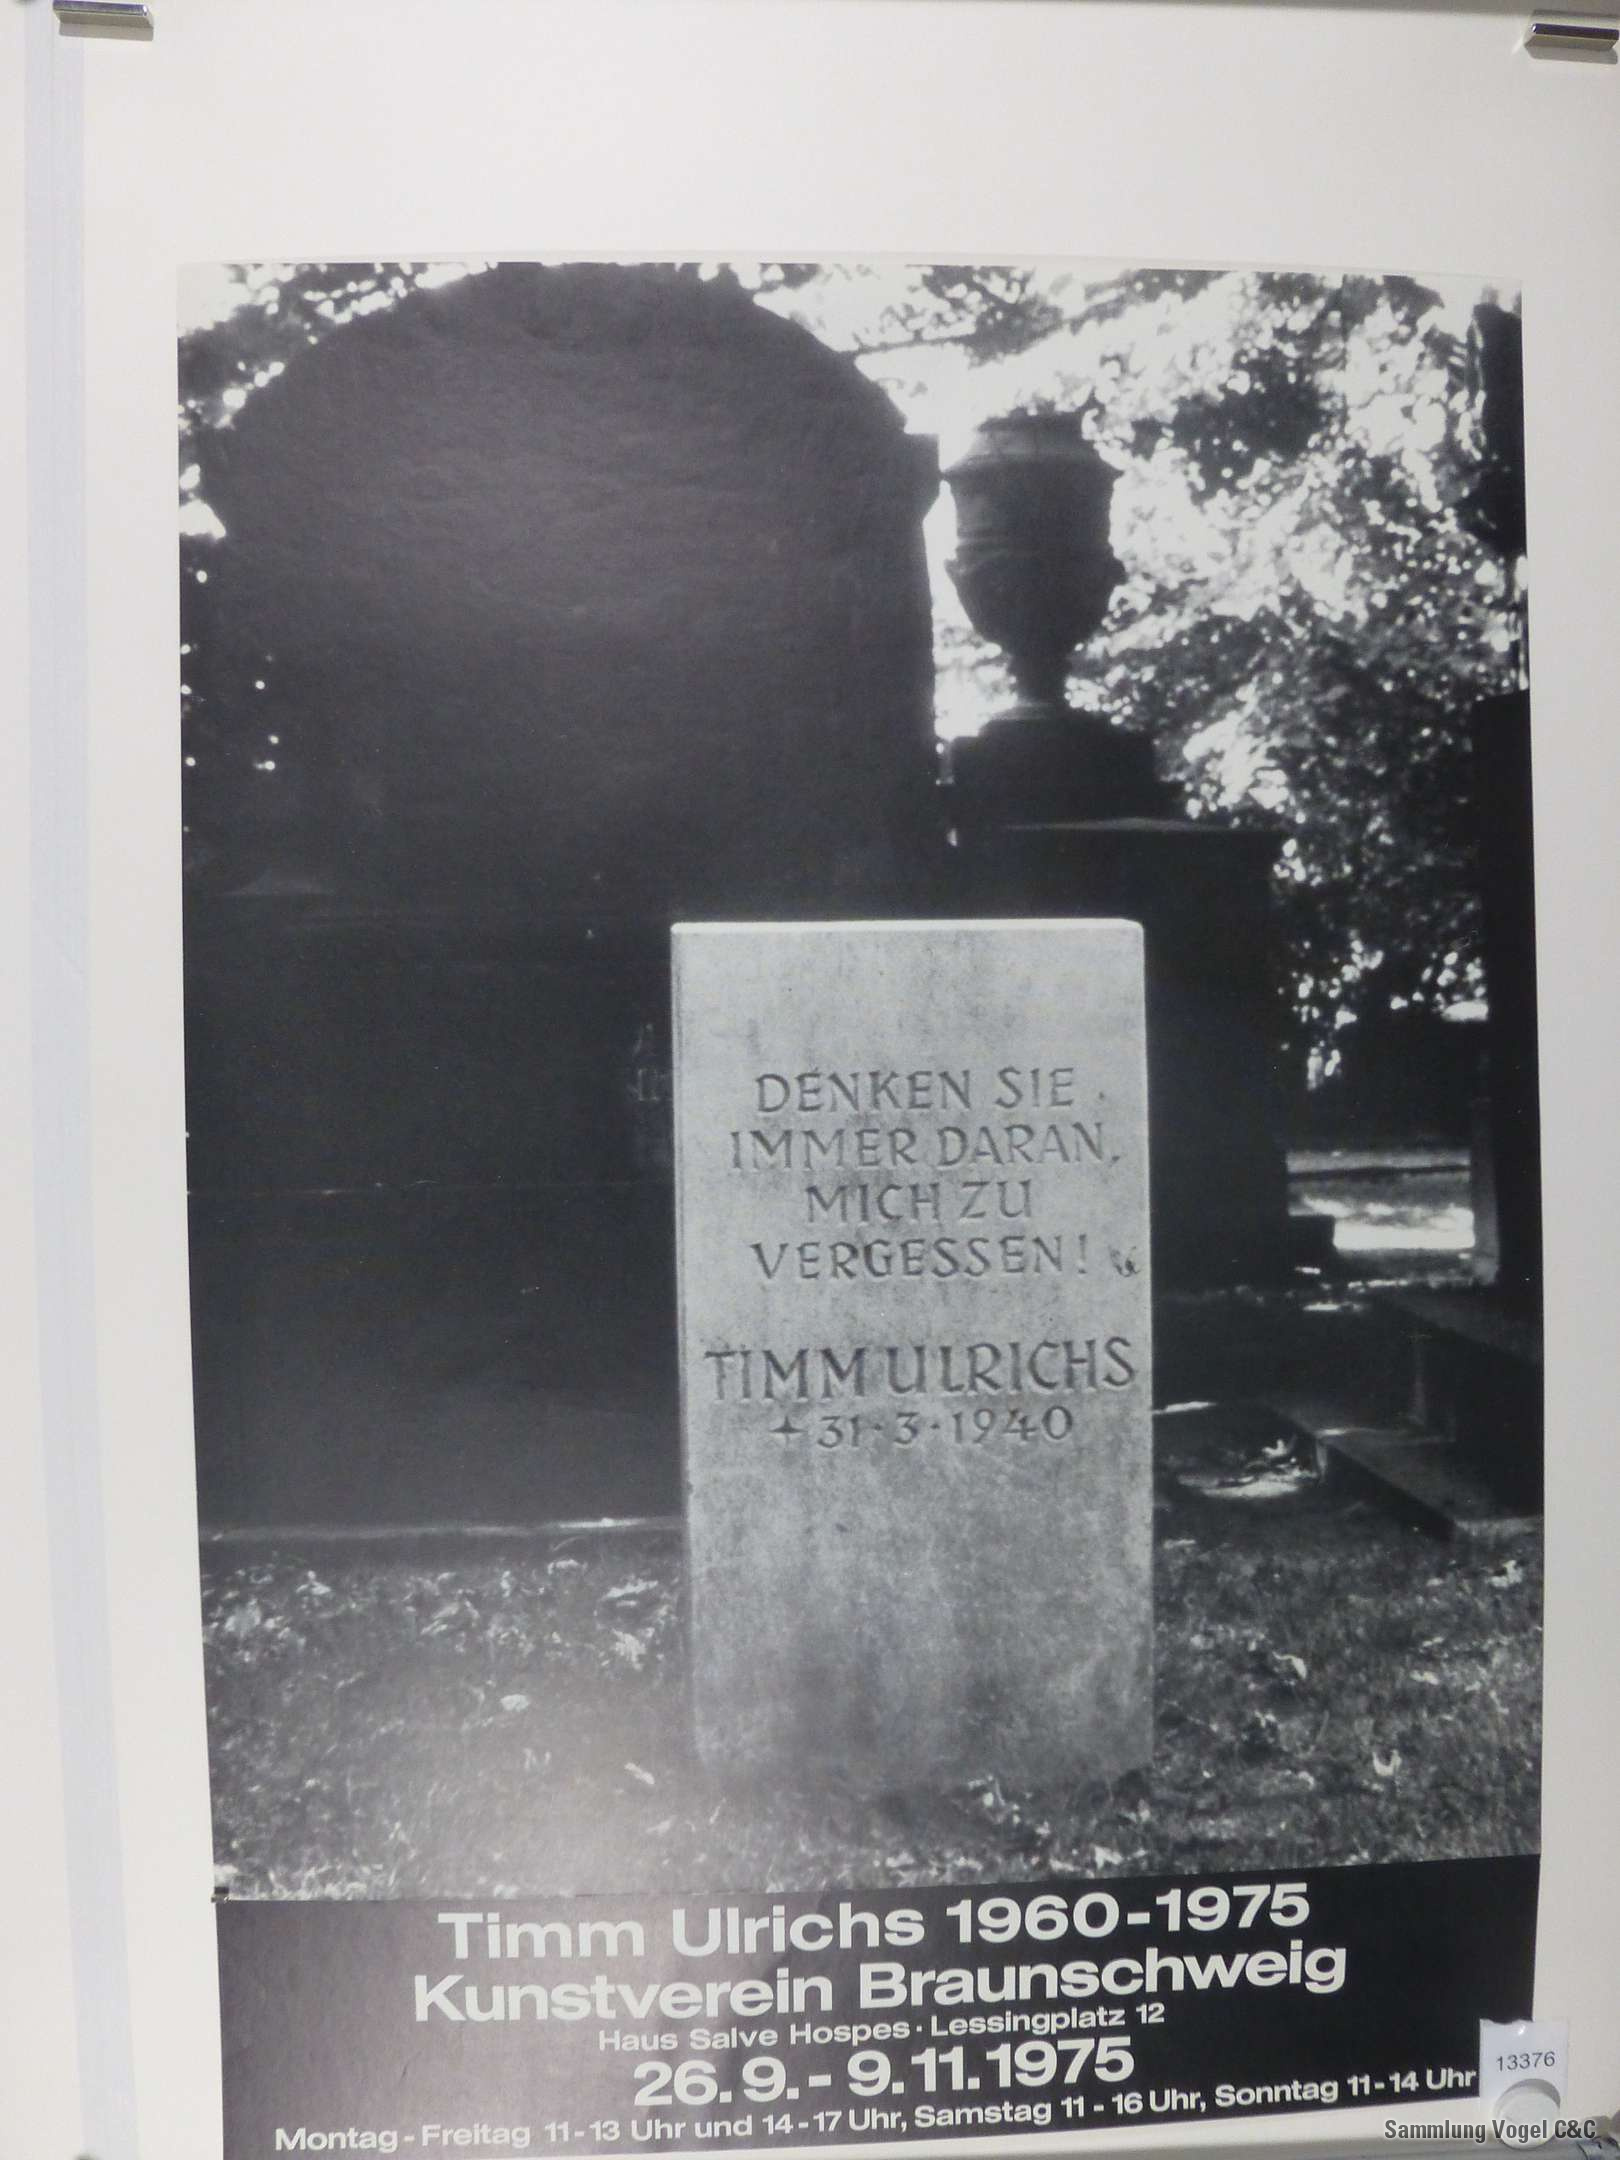 DENKEN SIE
IMMER DARAN,
MICH ZU
VERGESSEN!
TIMM ULRICHS
+ 31·3·1940
Timm Ulrichs 1960-1975
Kunstverein Braunschweig
Haus Salve Hospes · Lessingplatz 12
26.9.- 9.11.1975
Montag - Freitag 11-13 Uhr und 14-17 Uhr, Samstag 11 - 16 Uhr, Sonntag 11-14 Uhr
13376
Sammlung Vogel C&C